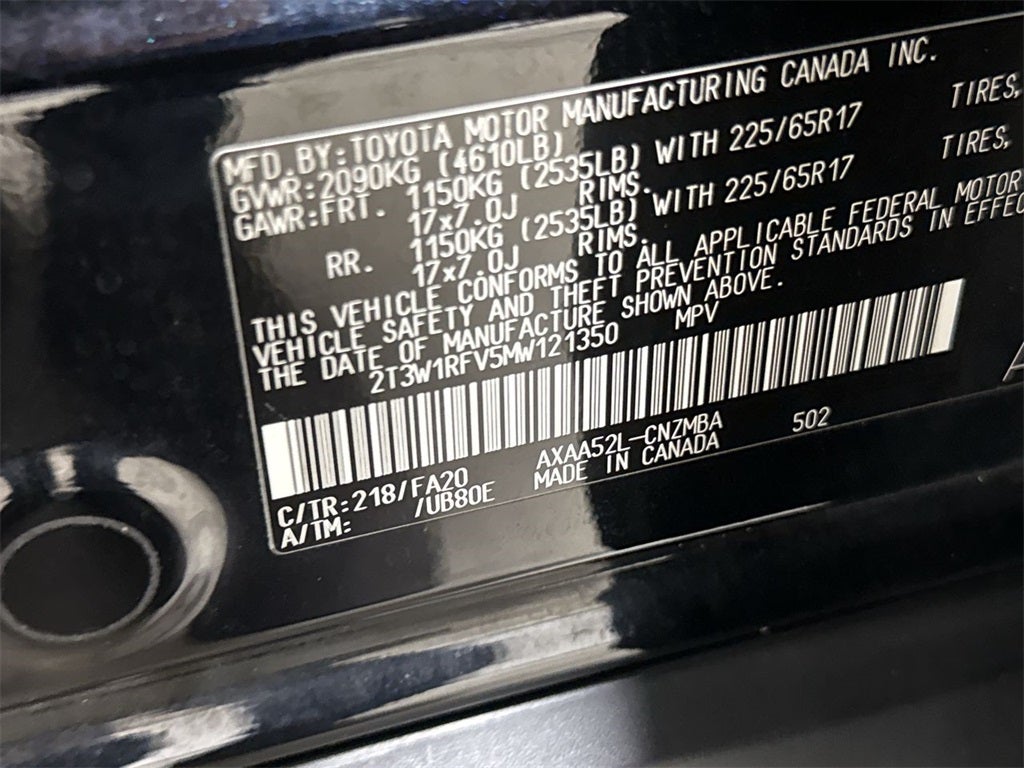 MFD.BY:TOYOTA MOTOR MANUFACTURING CANADA INC.
GVWR:2090KG (4610LB)
GAWR:FRT. 1150KG (2535LB) WITH 225/65R17 TIRES,
17x7.0J RIMS.
RR. 1150KG (2535LB) WITH 225/65R17 TIRES,
17x7.0J RIMS.
THIS VEHICLE CONFORMS TO ALL APPLICABLE FEDERAL MOTOR
VEHICLE SAFETY AND THEFT PREVENTION STANDARDS IN EFFEC
THE DATE OF MANUFACTURE SHOWN ABOVE.
2T3W1RFV5MW121350 MPV
C/TR:218/FA20 AXAA52L-CNZMBA 502
A/TM: /UB80E MADE IN CANADA